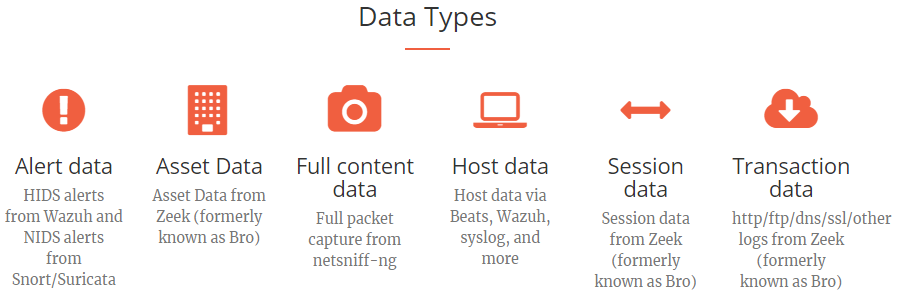 Data Types
Alert data
HIDS alerts
from Wazuh and
NIDS alerts
from
Snort/Suricata
Asset Data
Asset Data from
Zeek (formerly
known as Bro)
Full content
data
Full packet
capture from
netsniff-ng
Host data
Host data via
Beats, Wazuh,
syslog, and
more
Session
data
Session data
from Zeek
(formerly
known as Bro)
Transaction
data
http/ftp/dns/ssl/other
logs from Zeek
(formerly
known as Bro)